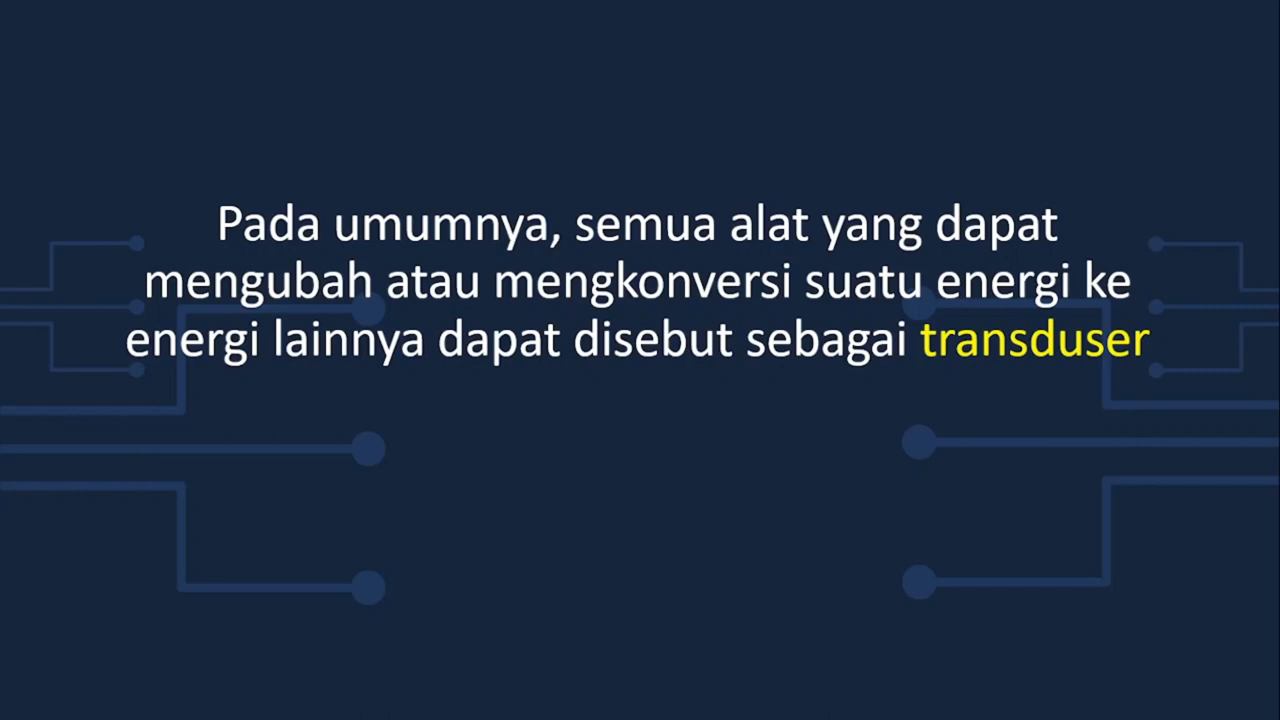 Pada umumnya, semua alat yang dapat
mengubah atau mengkonversi suatu energi ke
energi lainnya dapat disebut sebagai transduser